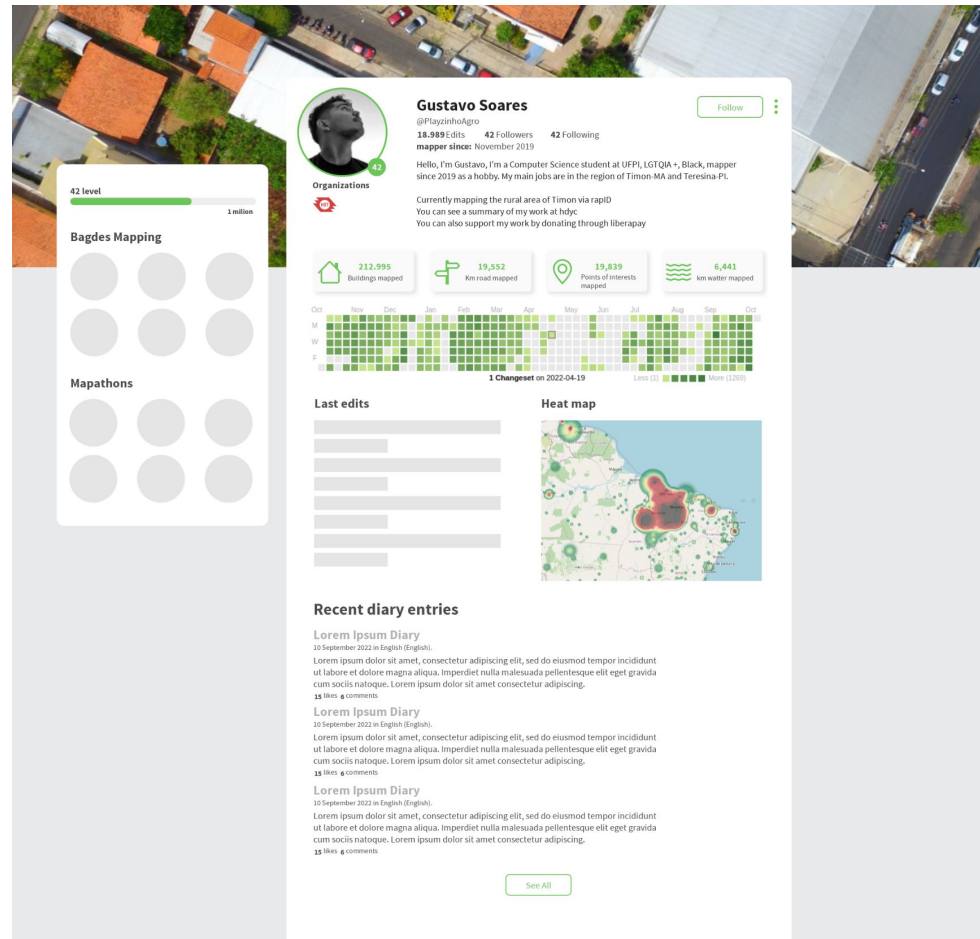 Gustavo Soares
@PlayzinhoAgro
Follow
18.989 Edits 42 Followers 42 Following
mapper since: November 2019
Hello, I'm Gustavo, I'm a Computer Science student at UFPI, LGTQIA +, Black, mapper
since 2019 as a hobby. My main jobs are in the region of Timon-MA and Teresina-PI.
Currently mapping the rural area of Timon via rapID
You can see a summary of my work at hdyc
You can also support my work by donating through liberapay
42
Organizations
42 level
1 milion
Bagdes Mapping
Mapathons
212.995
Buildings mapped
19,552
Km road mapped
19,839
Points of interests
mapped
6,441
km watter mapped
Oct Nov Dec Jan Feb Mar Apr May Jun Jul Aug Sep Oct
M
W
F
1 Changeset on 2022-04-19
Less (1) More (1269)
Last edits
Heat map
Recent diary entries
Lorem Ipsum Diary
10 September 2022 in English (English).
Lorem ipsum dolor sit amet, consectetur adipiscing elit, sed do eiusmod tempor incididunt
ut labore et dolore magna aliqua. Imperdiet nulla malesuada pellentesque elit eget gravida
cum sociis natoque. Lorem ipsum dolor sit amet consectetur adipiscing.
15 likes 6 comments
Lorem Ipsum Diary
10 September 2022 in English (English).
Lorem ipsum dolor sit amet, consectetur adipiscing elit, sed do eiusmod tempor incididunt
ut labore et dolore magna aliqua. Imperdiet nulla malesuada pellentesque elit eget gravida
cum sociis natoque. Lorem ipsum dolor sit amet consectetur adipiscing.
15 likes 6 comments
Lorem Ipsum Diary
10 September 2022 in English (English).
Lorem ipsum dolor sit amet, consectetur adipiscing elit, sed do eiusmod tempor incididunt
ut labore et dolore magna aliqua. Imperdiet nulla malesuada pellentesque elit eget gravida
cum sociis natoque. Lorem ipsum dolor sit amet consectetur adipiscing.
15 likes 6 comments
See All